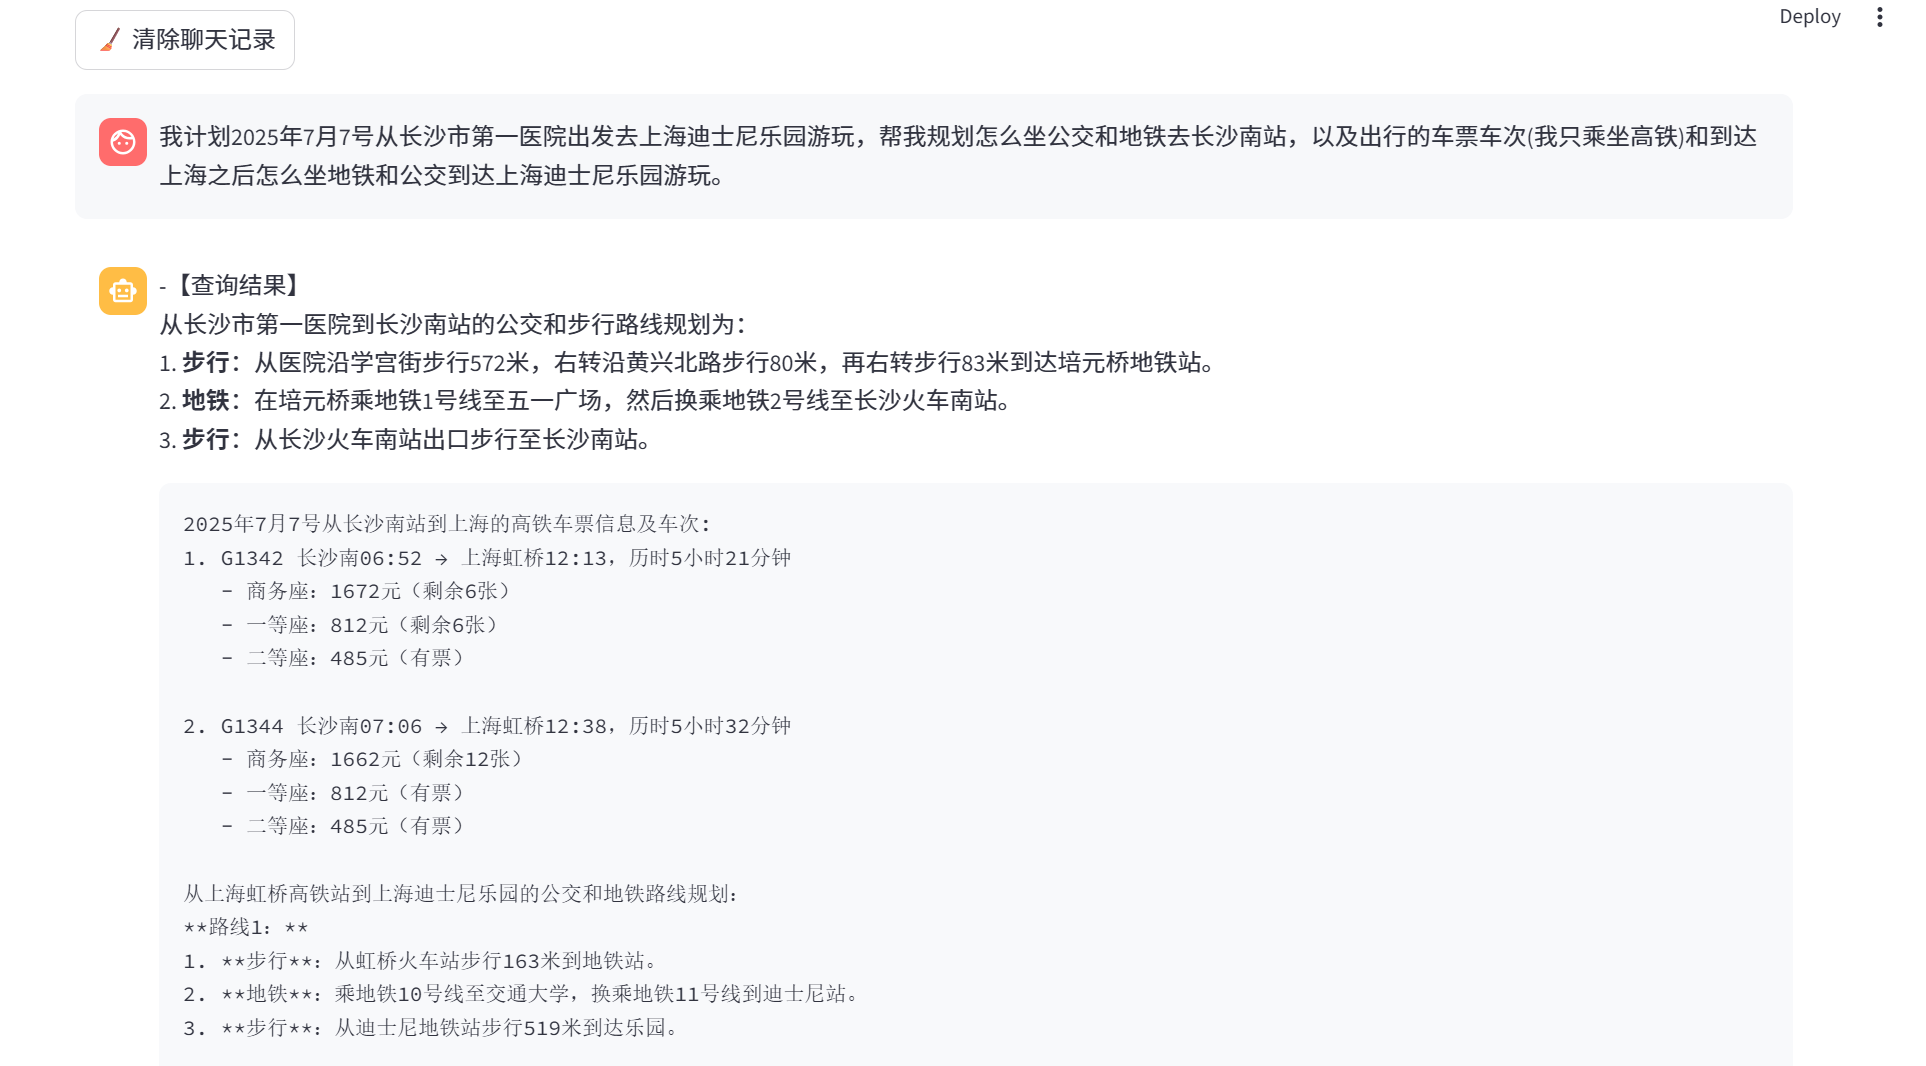 Deploy
清除聊天记录
我计划2025年7月7号从长沙市第一医院出发去上海迪士尼乐园游玩，帮我规划怎么坐公交和地铁去长沙南站，以及出行的车票车次(我只乘坐高铁)和到达
上海之后怎么坐地铁和公交到达上海迪士尼乐园游玩。
-【查询结果】
从长沙市第一医院到长沙南站的公交和步行路线规划为：
1. 步行：从医院沿学宫街步行572米，右转沿黄兴北路步行80米，再右转步行83米到达培元桥地铁站。
2. 地铁：在培元桥乘地铁1号线至五一广场，然后换乘地铁2号线至长沙火车南站。
3. 步行：从长沙火车南站出口步行至长沙南站。
2025年7月7号从长沙南站到上海的高铁车票信息及车次：
1. G1342 长沙南06:52 → 上海虹桥12:13，历时5小时21分钟
- 商务座：1672元（剩余6张）
- 一等座：812元（剩余6张）
- 二等座：485元（有票）
2. G1344 长沙南07:06 → 上海虹桥12:38，历时5小时32分钟
- 商务座：1662元（剩余12张）
- 一等座：812元（有票）
- 二等座：485元（有票）
从上海虹桥高铁站到上海迪士尼乐园的公交和地铁路线规划：
**路线1：**
1. **步行**：从虹桥火车站步行163米到地铁站。
2. **地铁**：乘地铁10号线至交通大学，换乘地铁11号线到迪士尼站。
3. **步行**：从迪士尼地铁站步行519米到达乐园。